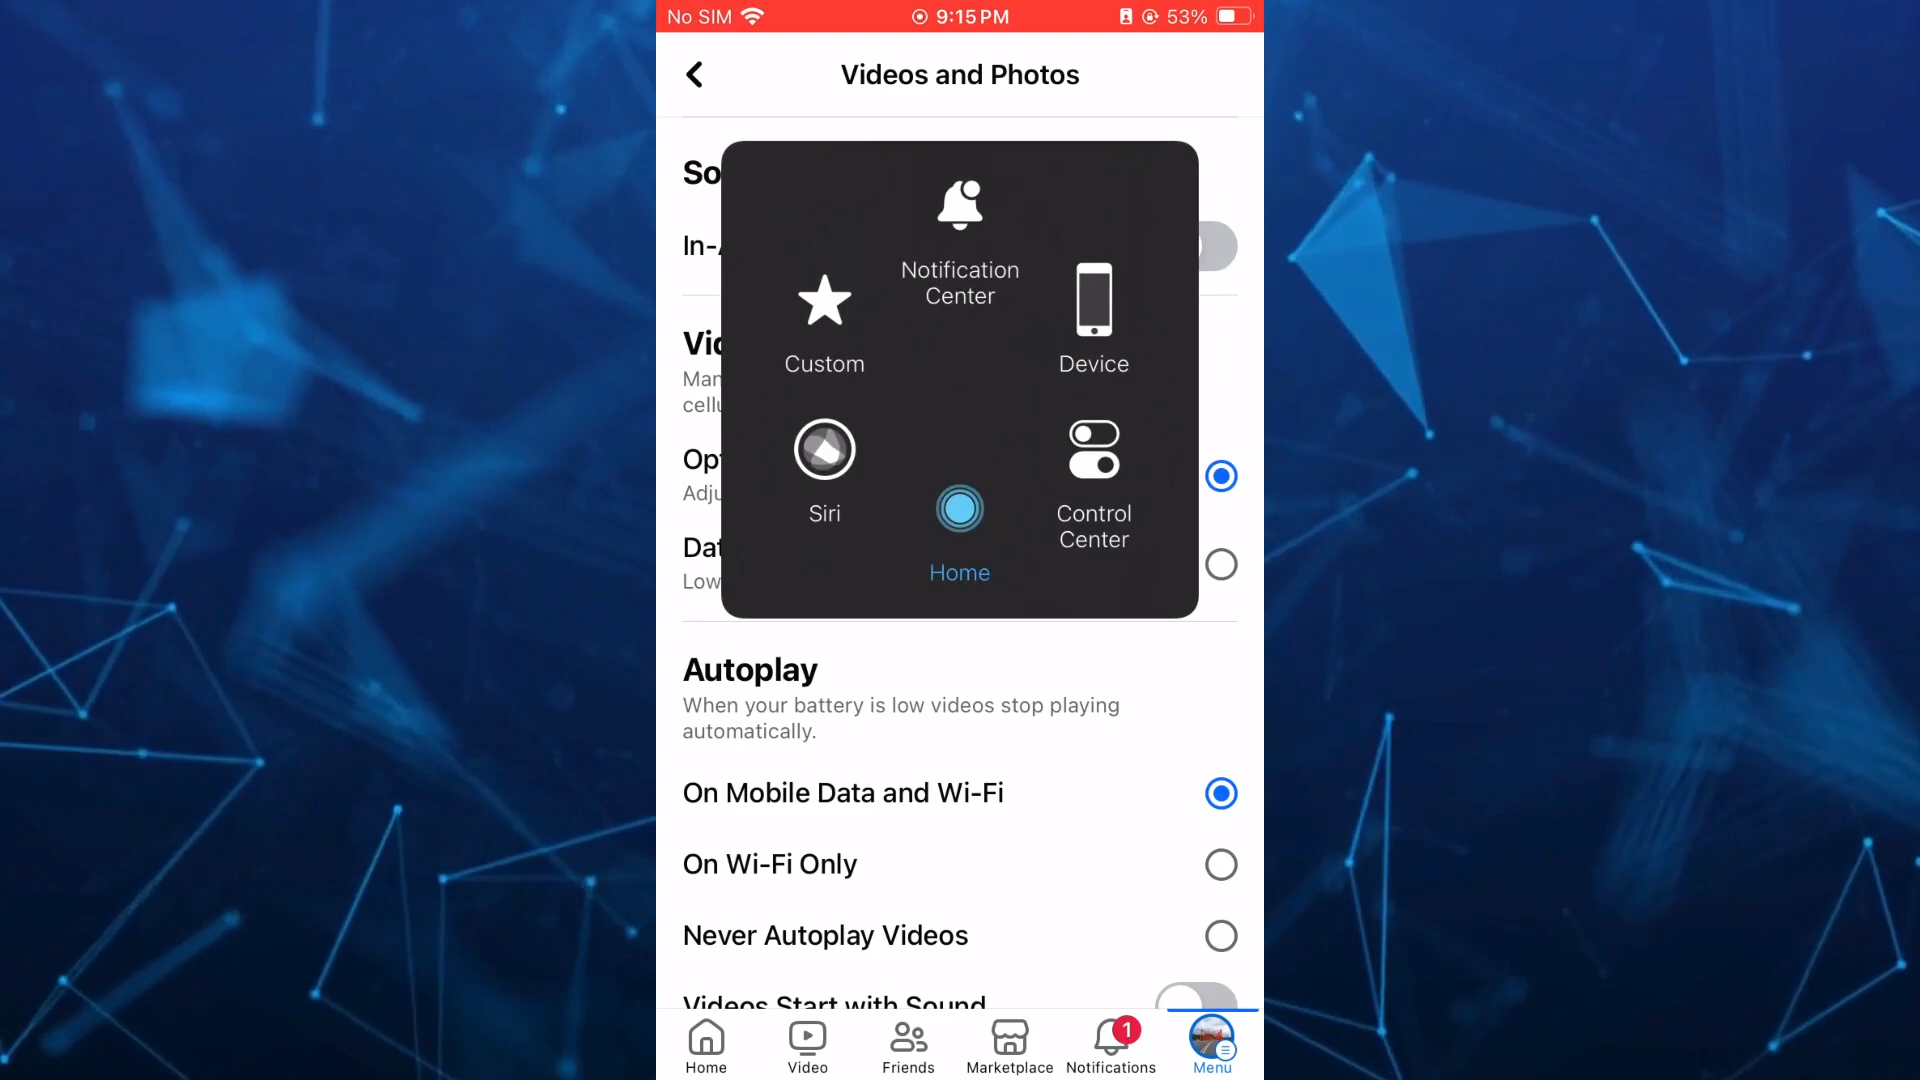 No SIM 9:15 PM 53%
Videos and Photos
So
In-
Notification
Center
Custom
Device
Vid
Man
cellu
Opt
Adju
Siri
Control
Center
Dat
Low
Home
Autoplay
When your battery is low videos stop playing
automatically.
On Mobile Data and Wi-Fi
On Wi-Fi Only
Never Autoplay Videos
Videos Start with Sound
1
Home Video Friends Marketplace Notifications Menu